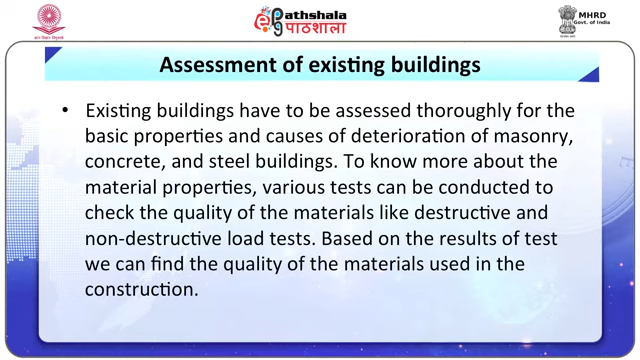 ePathshala
पाठशाला
MHRD
Govt. of India
Assessment of existing buildings
• Existing buildings have to be assessed thoroughly for the
basic properties and causes of deterioration of masonry,
concrete, and steel buildings. To know more about the
material properties, various tests can be conducted to
check the quality of the materials like destructive and
non-destructive load tests. Based on the results of test
we can find the quality of the materials used in the
construction.